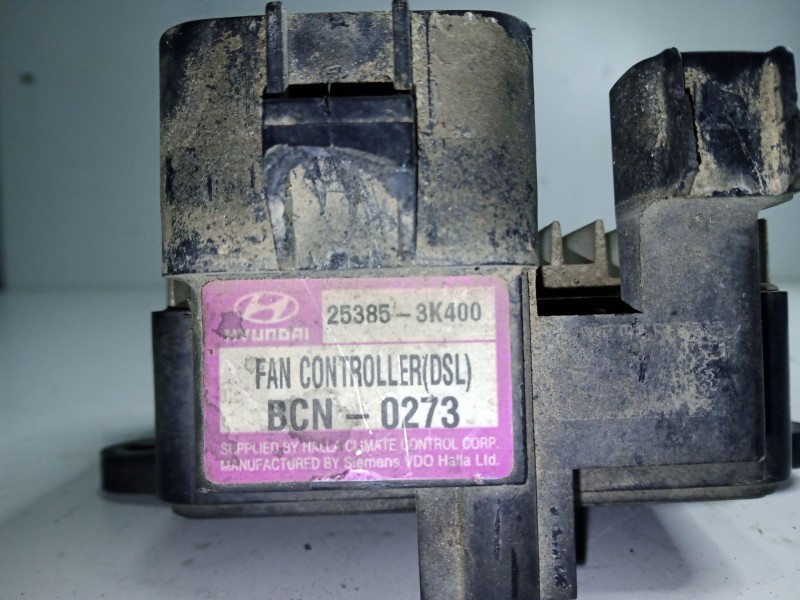 25385-3K400
HYUNDAI
FAN CONTROLLER(DSL)
BCN-0273
SUPPLIED BY HALLA CLIMATE CONTROL CORP.
MANUFACTURED BY Siemens VDO Halla Ltd.